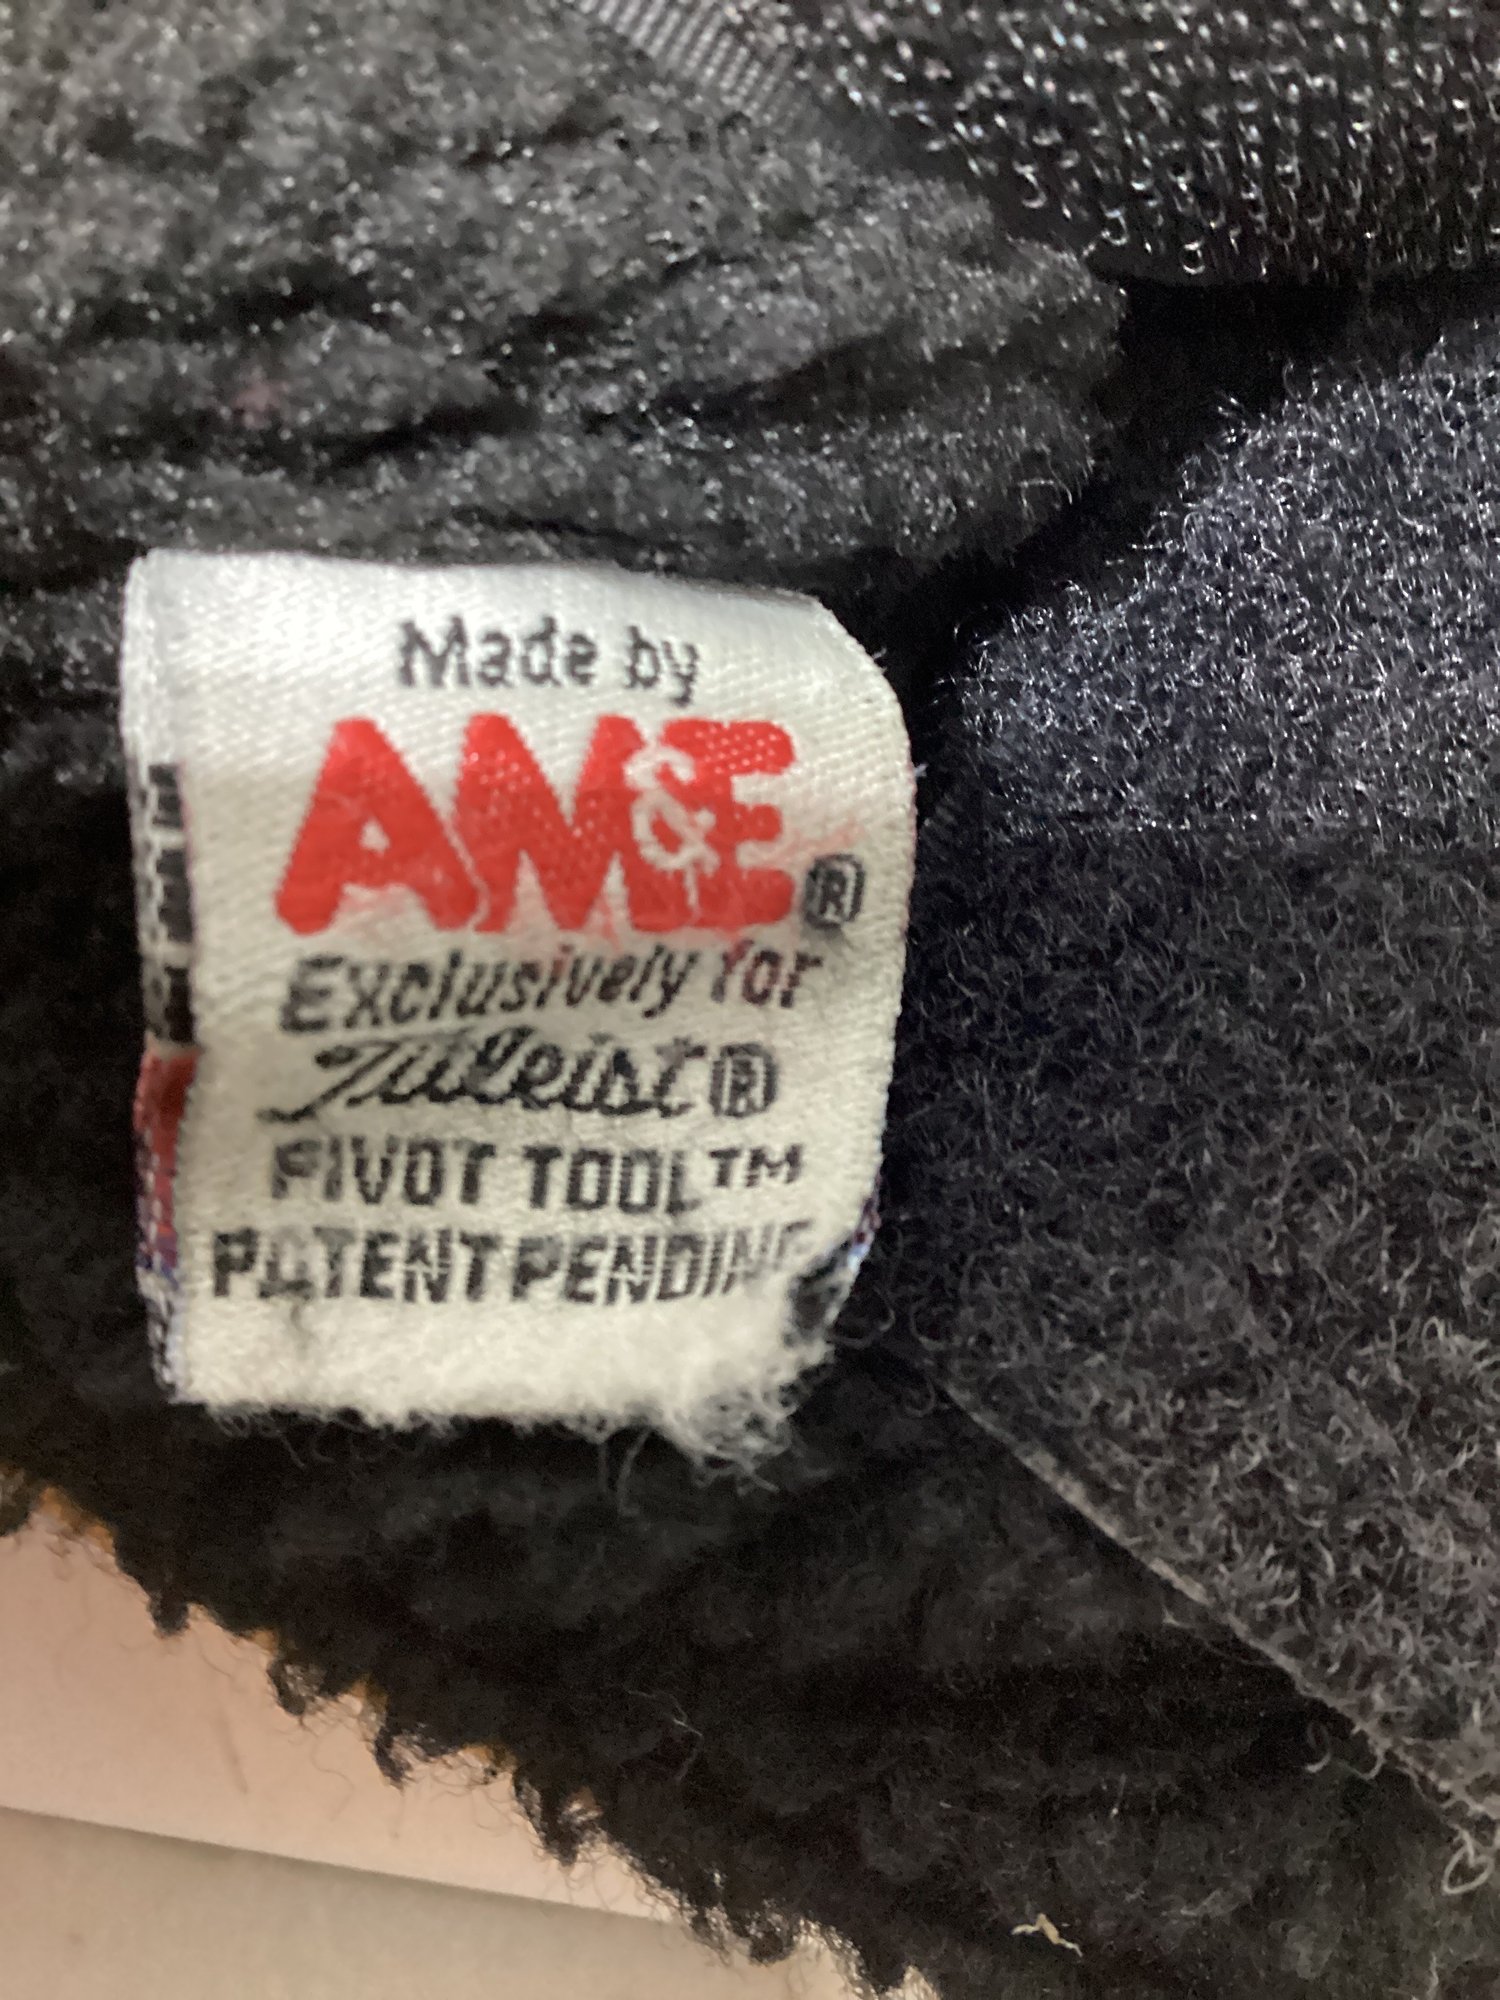 Made by
AM&E®
Exclusively for
Titleist®
PIVOT TOOL™
PATENT PENDING